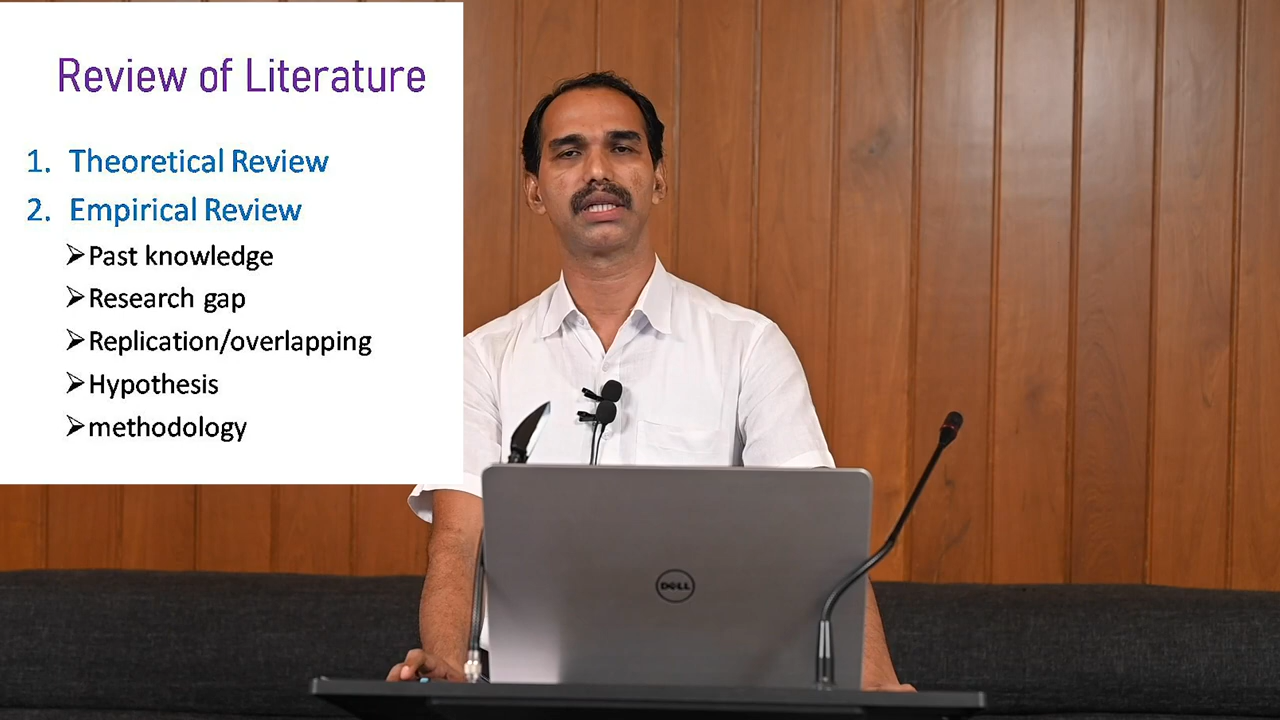 Review of Literature
1. Theoretical Review
2. Empirical Review
➢Past knowledge
➢Research gap
➢Replication/overlapping
➢Hypothesis
➢methodology
DELL